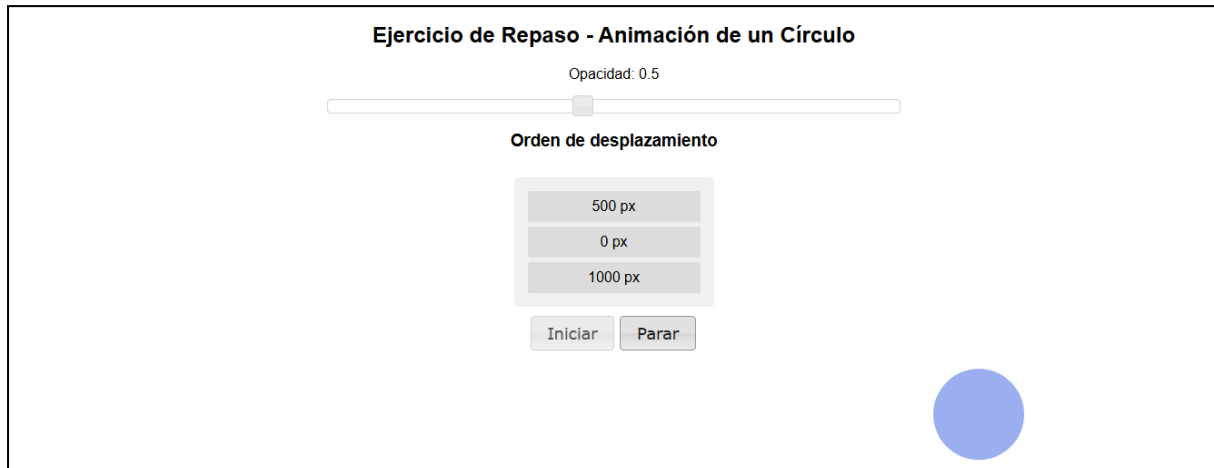 Ejercicio de Repaso - Animación de un Círculo
Opacidad: 0.5
Orden de desplazamiento
500 px
0 px
1000 px
Iniciar Parar